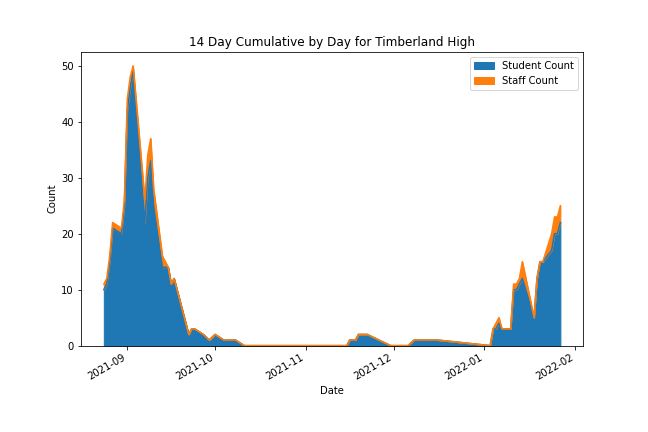 14 Day Cumulative by Day for Timberland High
Student Count
Staff Count
50
40
30
20
10
0
Count
2021-09
2021-10
2021-11
2021-12
2022-01
2022-02
Date